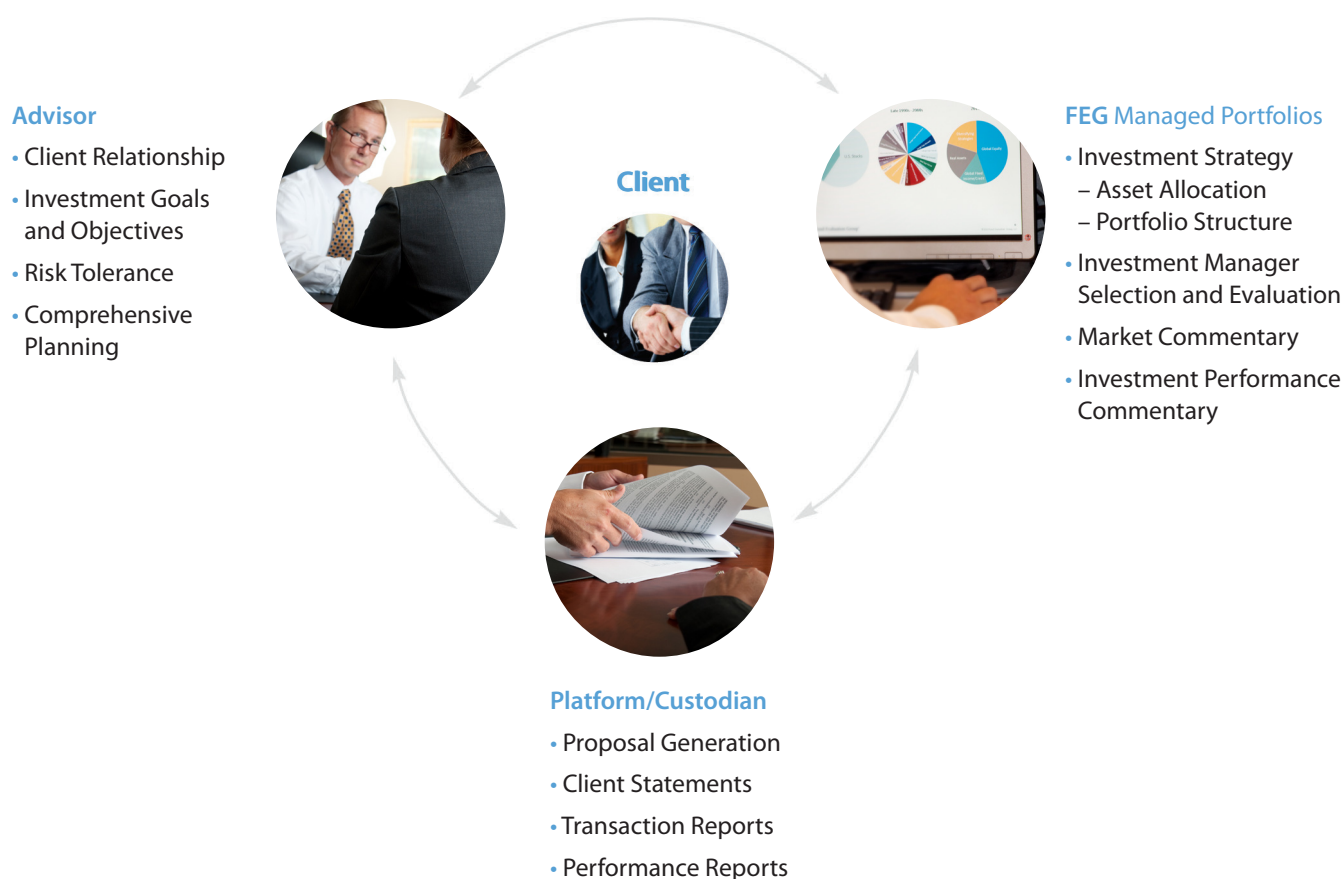 Advisor
• Client Relationship
• Investment Goals
and Objectives
• Risk Tolerance
• Comprehensive
Planning
Client
FEG Managed Portfolios
• Investment Strategy
– Asset Allocation
– Portfolio Structure
• Investment Manager
Selection and Evaluation
• Market Commentary
• Investment Performance
Commentary
Platform/Custodian
• Proposal Generation
• Client Statements
• Transaction Reports
• Performance Reports